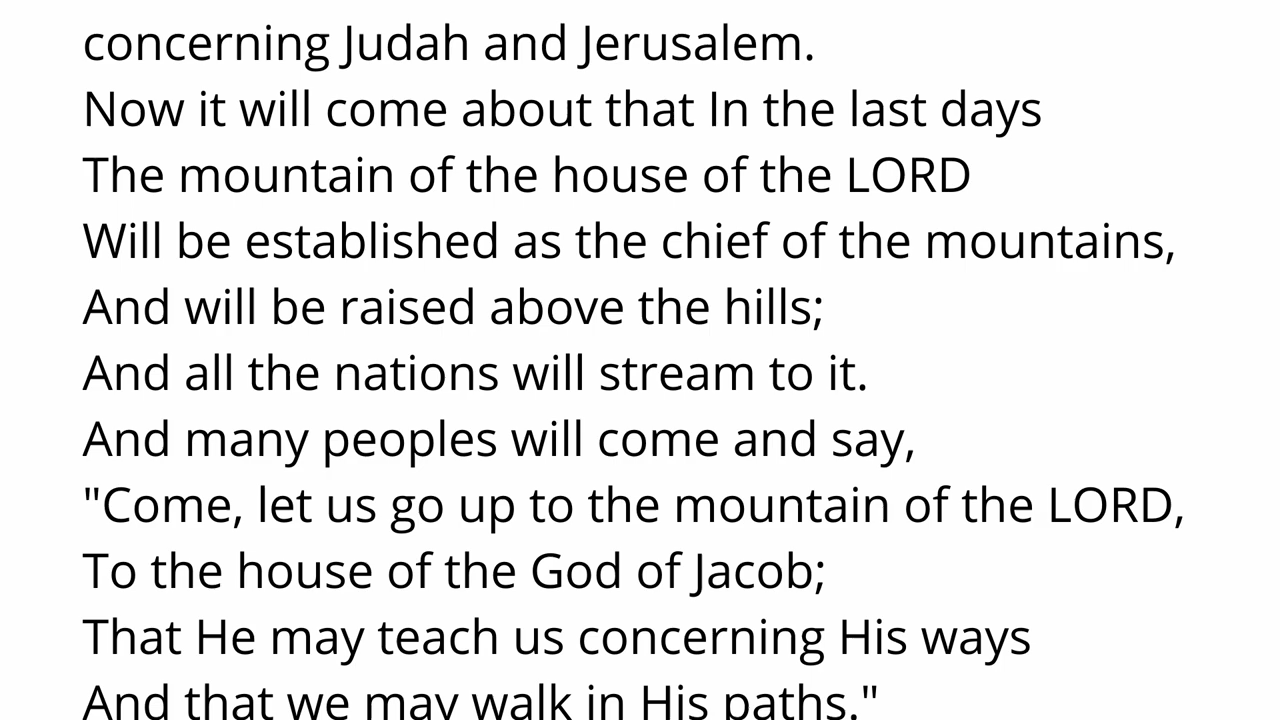 concerning Judah and Jerusalem.
Now it will come about that In the last days
The mountain of the house of the LORD
Will be established as the chief of the mountains,
And will be raised above the hills;
And all the nations will stream to it.
And many peoples will come and say,
"Come, let us go up to the mountain of the LORD,
To the house of the God of Jacob;
That He may teach us concerning His ways
And that we may walk in His paths."